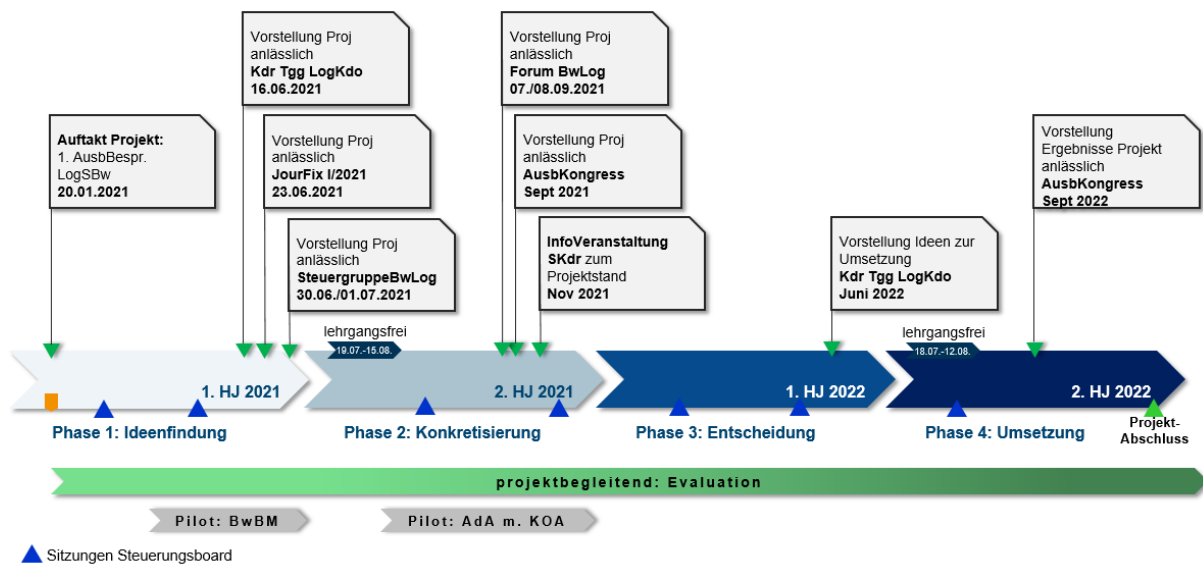 Vorstellung Proj
anlässlich
Kdr Tgg LogKdo
16.06.2021
Vorstellung Proj
anlässlich
Forum BwLog
07./08.09.2021
Auftakt Projekt:
1. AusbBespr.
LogSBw
20.01.2021
Vorstellung Proj
anlässlich
JourFix I/2021
23.06.2021
Vorstellung Proj
anlässlich
AusbKongress
Sept 2021
Vorstellung
Ergebnisse Projekt
anlässlich
AusbKongress
Sept 2022
Vorstellung Proj
anlässlich
SteuergruppeBwLog
30.06./01.07.2021
InfoVeranstaltung
SKdr zum
Projektstand
Nov 2021
Vorstellung Ideen zur
Umsetzung
Kdr Tgg LogKdo
Juni 2022
lehrgangsfrei
19.07.-15.08.
lehrgangsfrei
18.07.-12.08.
1. HJ 2021
2. HJ 2021
1. HJ 2022
2. HJ 2022
Phase 1: Ideenfindung
Phase 2: Konkretisierung
Phase 3: Entscheidung
Phase 4: Umsetzung
Projekt-
Abschluss
projektbegleitend: Evaluation
Pilot: BwBM
Pilot: AdA m. KOA
Sitzungen Steuerungsboard